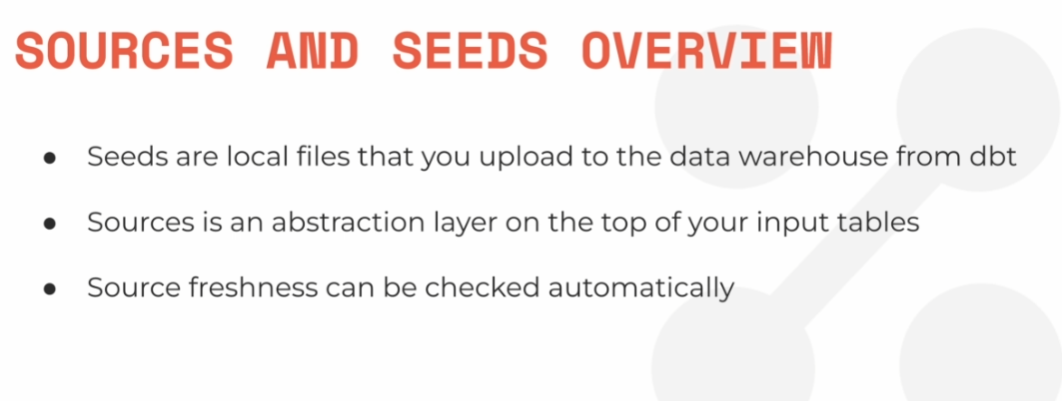 SOURCES AND SEEDS OVERVIEW
● Seeds are local files that you upload to the data warehouse from dbt
● Sources is an abstraction layer on the top of your input tables
● Source freshness can be checked automatically